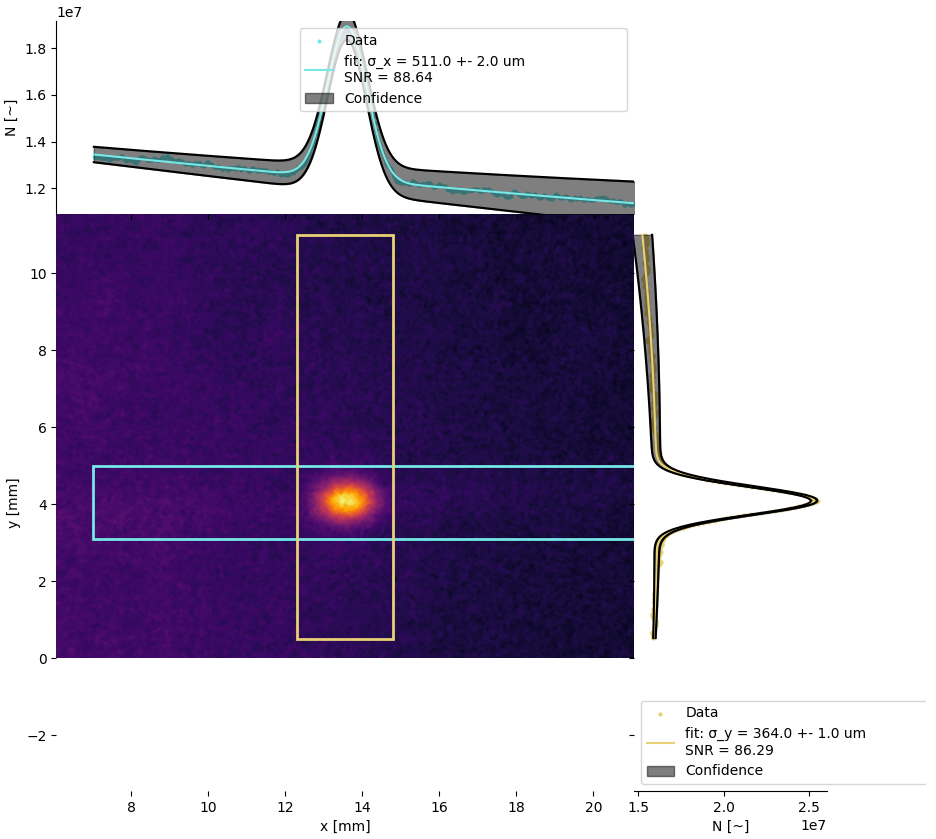 1e7
1.8
1.6
1.4
1.2
N [~]
Data
fit: σ_x = 511.0 +- 2.0 um
SNR = 88.64
Confidence
10
8
6
4
2
0
−2
y [mm]
8
10
12
14
16
18
20
x [mm]
Data
fit: σ_y = 364.0 +- 1.0 um
SNR = 86.29
Confidence
1.5
2.0
2.5
1e7
N [~]